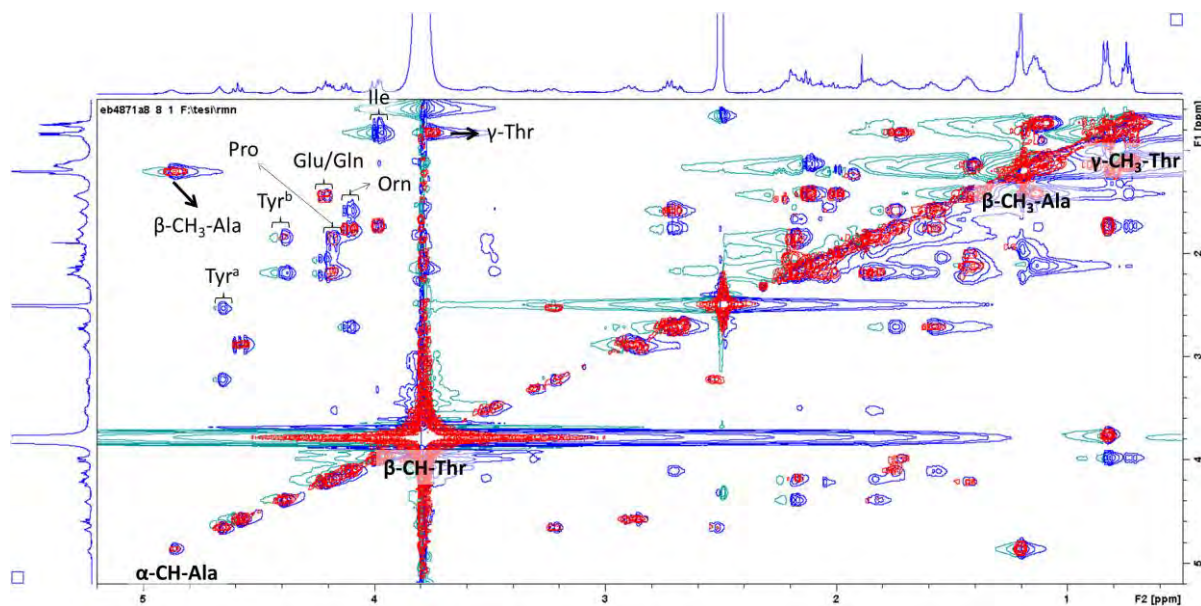 eb4871a8 8 1 F:\tesi\rmn
F1 [ppm]
Ile
γ-Thr
Pro
Glu/Gln
Orn
Tyrᵇ
β-CH₃-Ala
Tyrᵃ
γ-CH₃-Thr
β-CH₃-Ala
β-CH-Thr
α-CH-Ala
1
2
3
4
5
5
4
3
2
1
F2 [ppm]